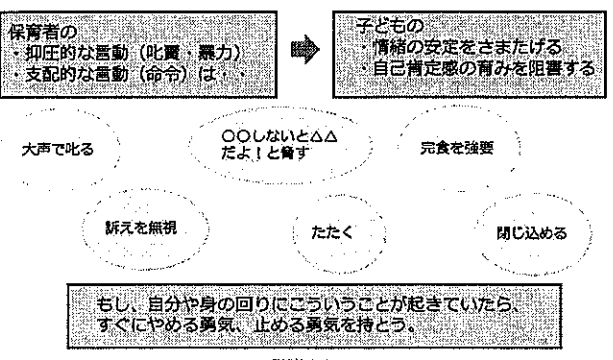 保育者の
・抑圧的な言動（叱責・暴力）
・支配的な言動（命令）は・・
子どもの
・情緒の安定をさまたげる
・自己肯定感の育みを阻害する
大声で叱る
〇〇しないと△△
だよ！と脅す
完食を強要
訴えを無視
たたく
閉じ込める
もし、自分や身の回りにこういうことが起きていたら、
すぐにやめる勇気、止める勇気を持とう。